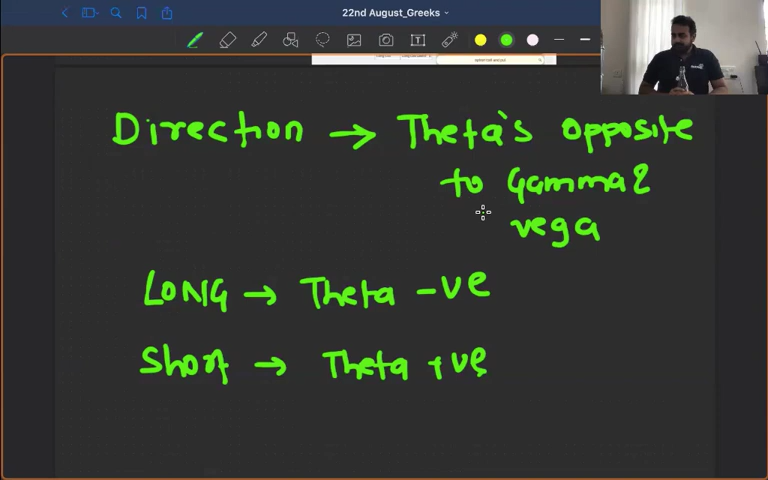 22nd August_Greeks
Direction → Theta's opposite
to Gamma &
vega
LONG → Theta -ve
Short → Theta +ve